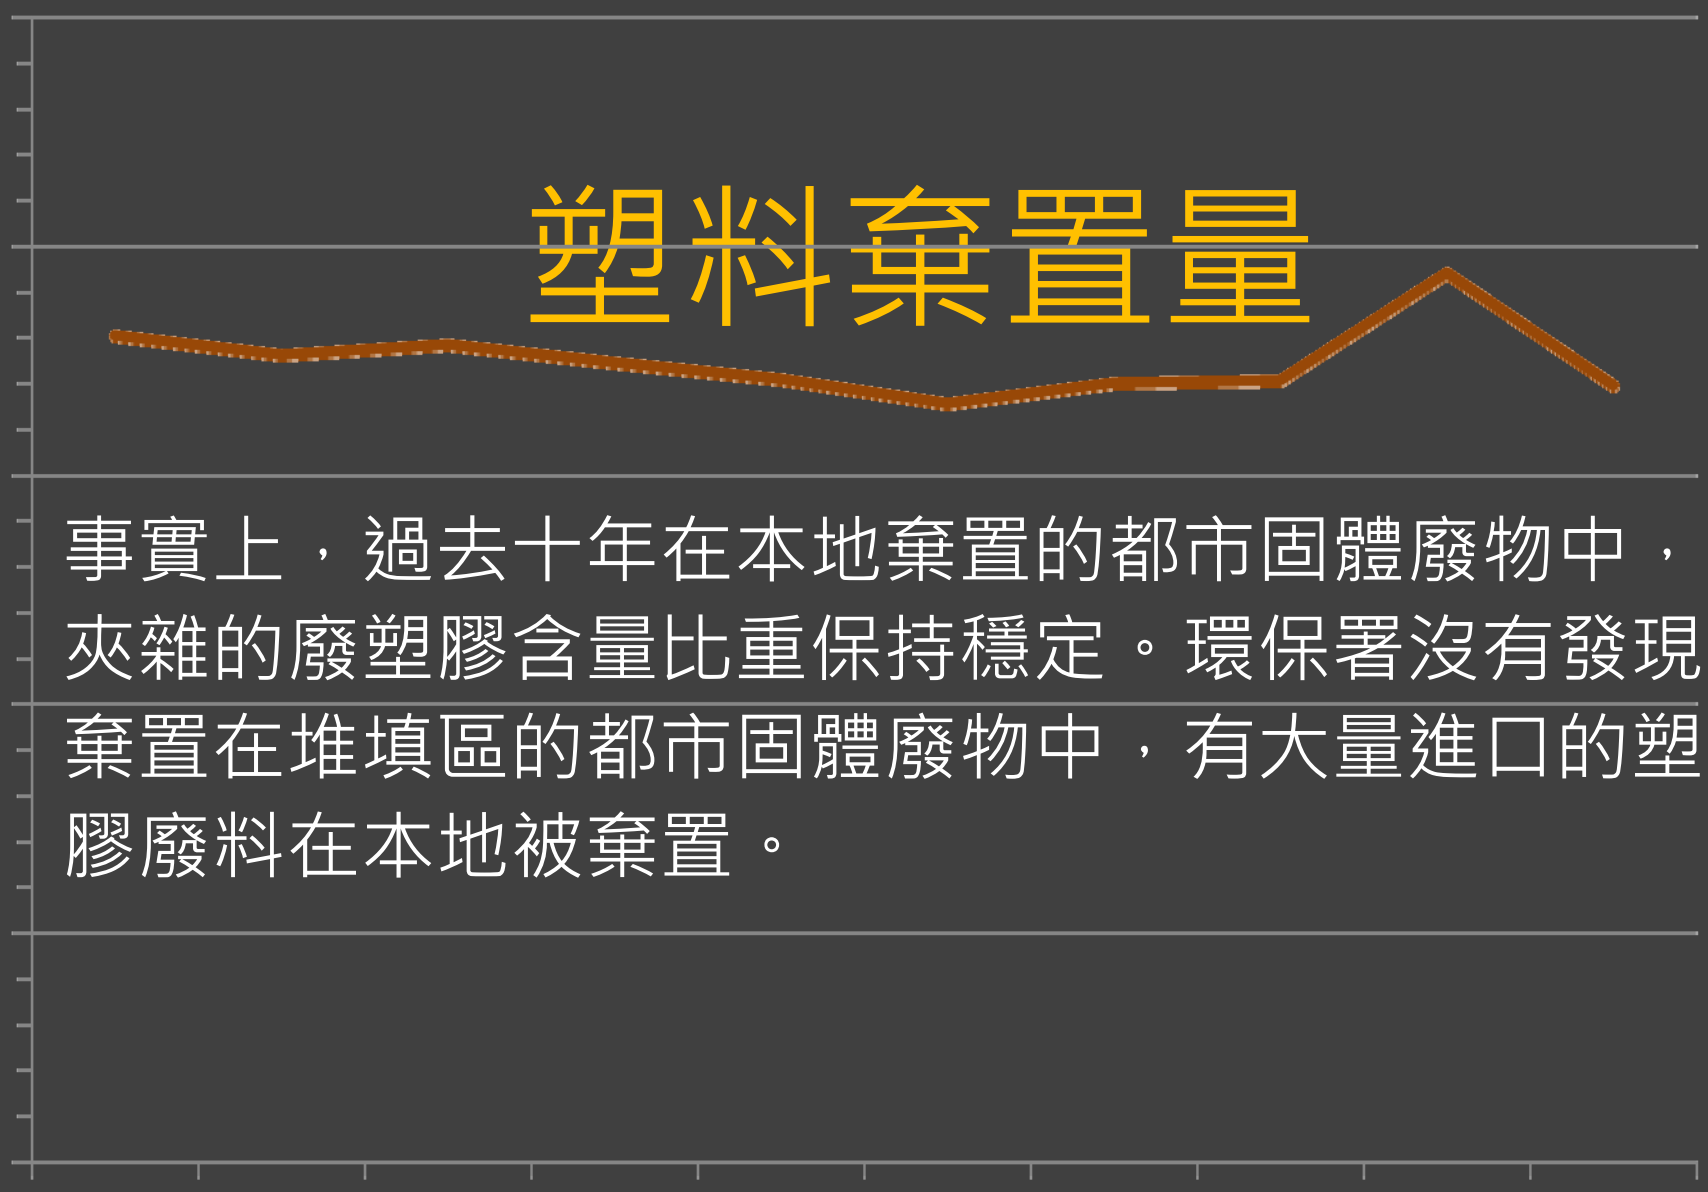 塑料棄置量
事實上，過去十年在本地棄置的都市固體廢物中，
夾雜的廢塑膠含量比重保持穩定。環保署沒有發現
棄置在堆填區的都市固體廢物中，有大量進口的塑
膠廢料在本地被棄置。